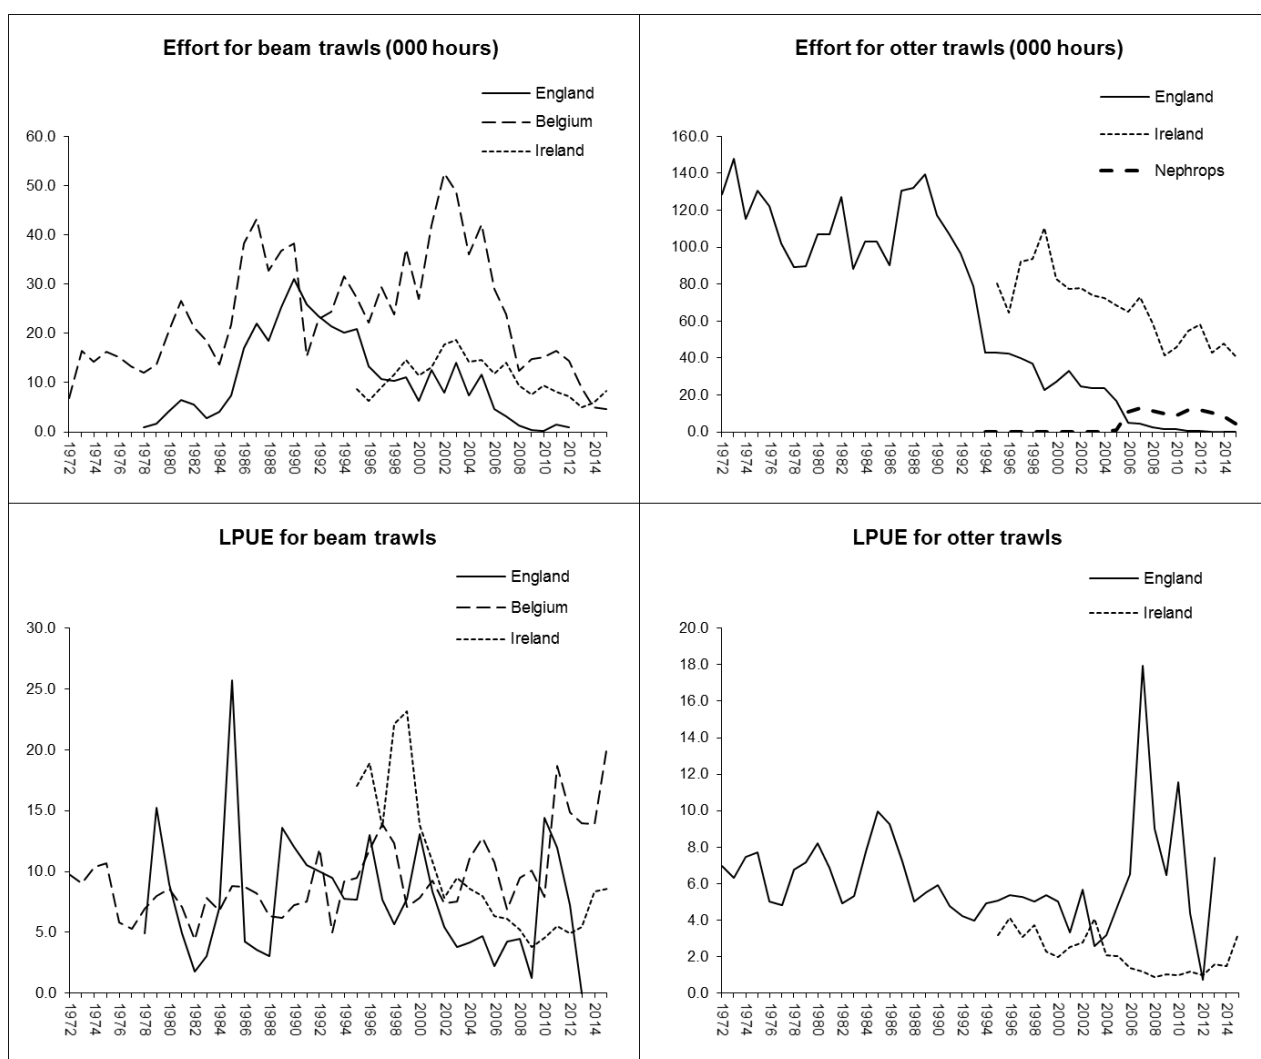 Effort for beam trawls (000 hours)
England
Belgium
Ireland
60.0
50.0
40.0
30.0
20.0
10.0
0.0
1972 1974 1976 1978 1980 1982 1984 1986 1988 1990 1992 1994 1996 1998 2000 2002 2004 2006 2008 2010 2012 2014
Effort for otter trawls (000 hours)
England
Ireland
Nephrops
160.0
140.0
120.0
100.0
80.0
60.0
40.0
20.0
0.0
1972 1974 1976 1978 1980 1982 1984 1986 1988 1990 1992 1994 1996 1998 2000 2002 2004 2006 2008 2010 2012 2014
LPUE for beam trawls
England
Belgium
Ireland
30.0
25.0
20.0
15.0
10.0
5.0
0.0
1972 1974 1976 1978 1980 1982 1984 1986 1988 1990 1992 1994 1996 1998 2000 2002 2004 2006 2008 2010 2012 2014
LPUE for otter trawls
England
Ireland
20.0
18.0
16.0
14.0
12.0
10.0
8.0
6.0
4.0
2.0
0.0
1972 1974 1976 1978 1980 1982 1984 1986 1988 1990 1992 1994 1996 1998 2000 2002 2004 2006 2008 2010 2012 2014